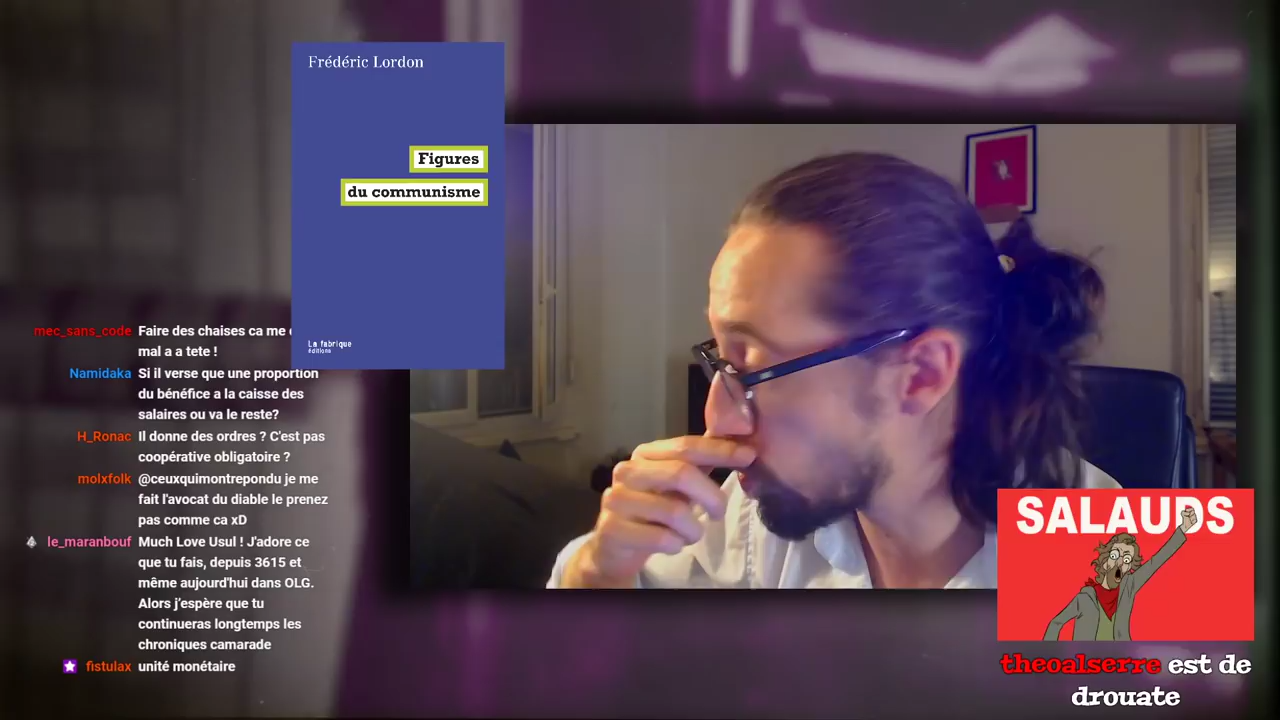 Frédéric Lordon
Figures
du communisme
La fabrique
éditions
mec_sans_code Faire des chaises ca me
mal a a tete !
Namidaka Si il verse que une proportion
du bénéfice a la caisse des
salaires ou va le reste?
H_Ronac Il donne des ordres ? C'est pas
coopérative obligatoire ?
molxfolk @ceuxquimontrepondu je me
fait l'avocat du diable le prenez
pas comme ca xD
le_maranbouf Much Love Usul ! J'adore ce
que tu fais, depuis 3615 et
même aujourd'hui dans OLG.
Alors j'espère que tu
continueras longtemps les
chroniques camarade
fistulax unité monétaire
SALAUDS
theoalserre est de
drouate